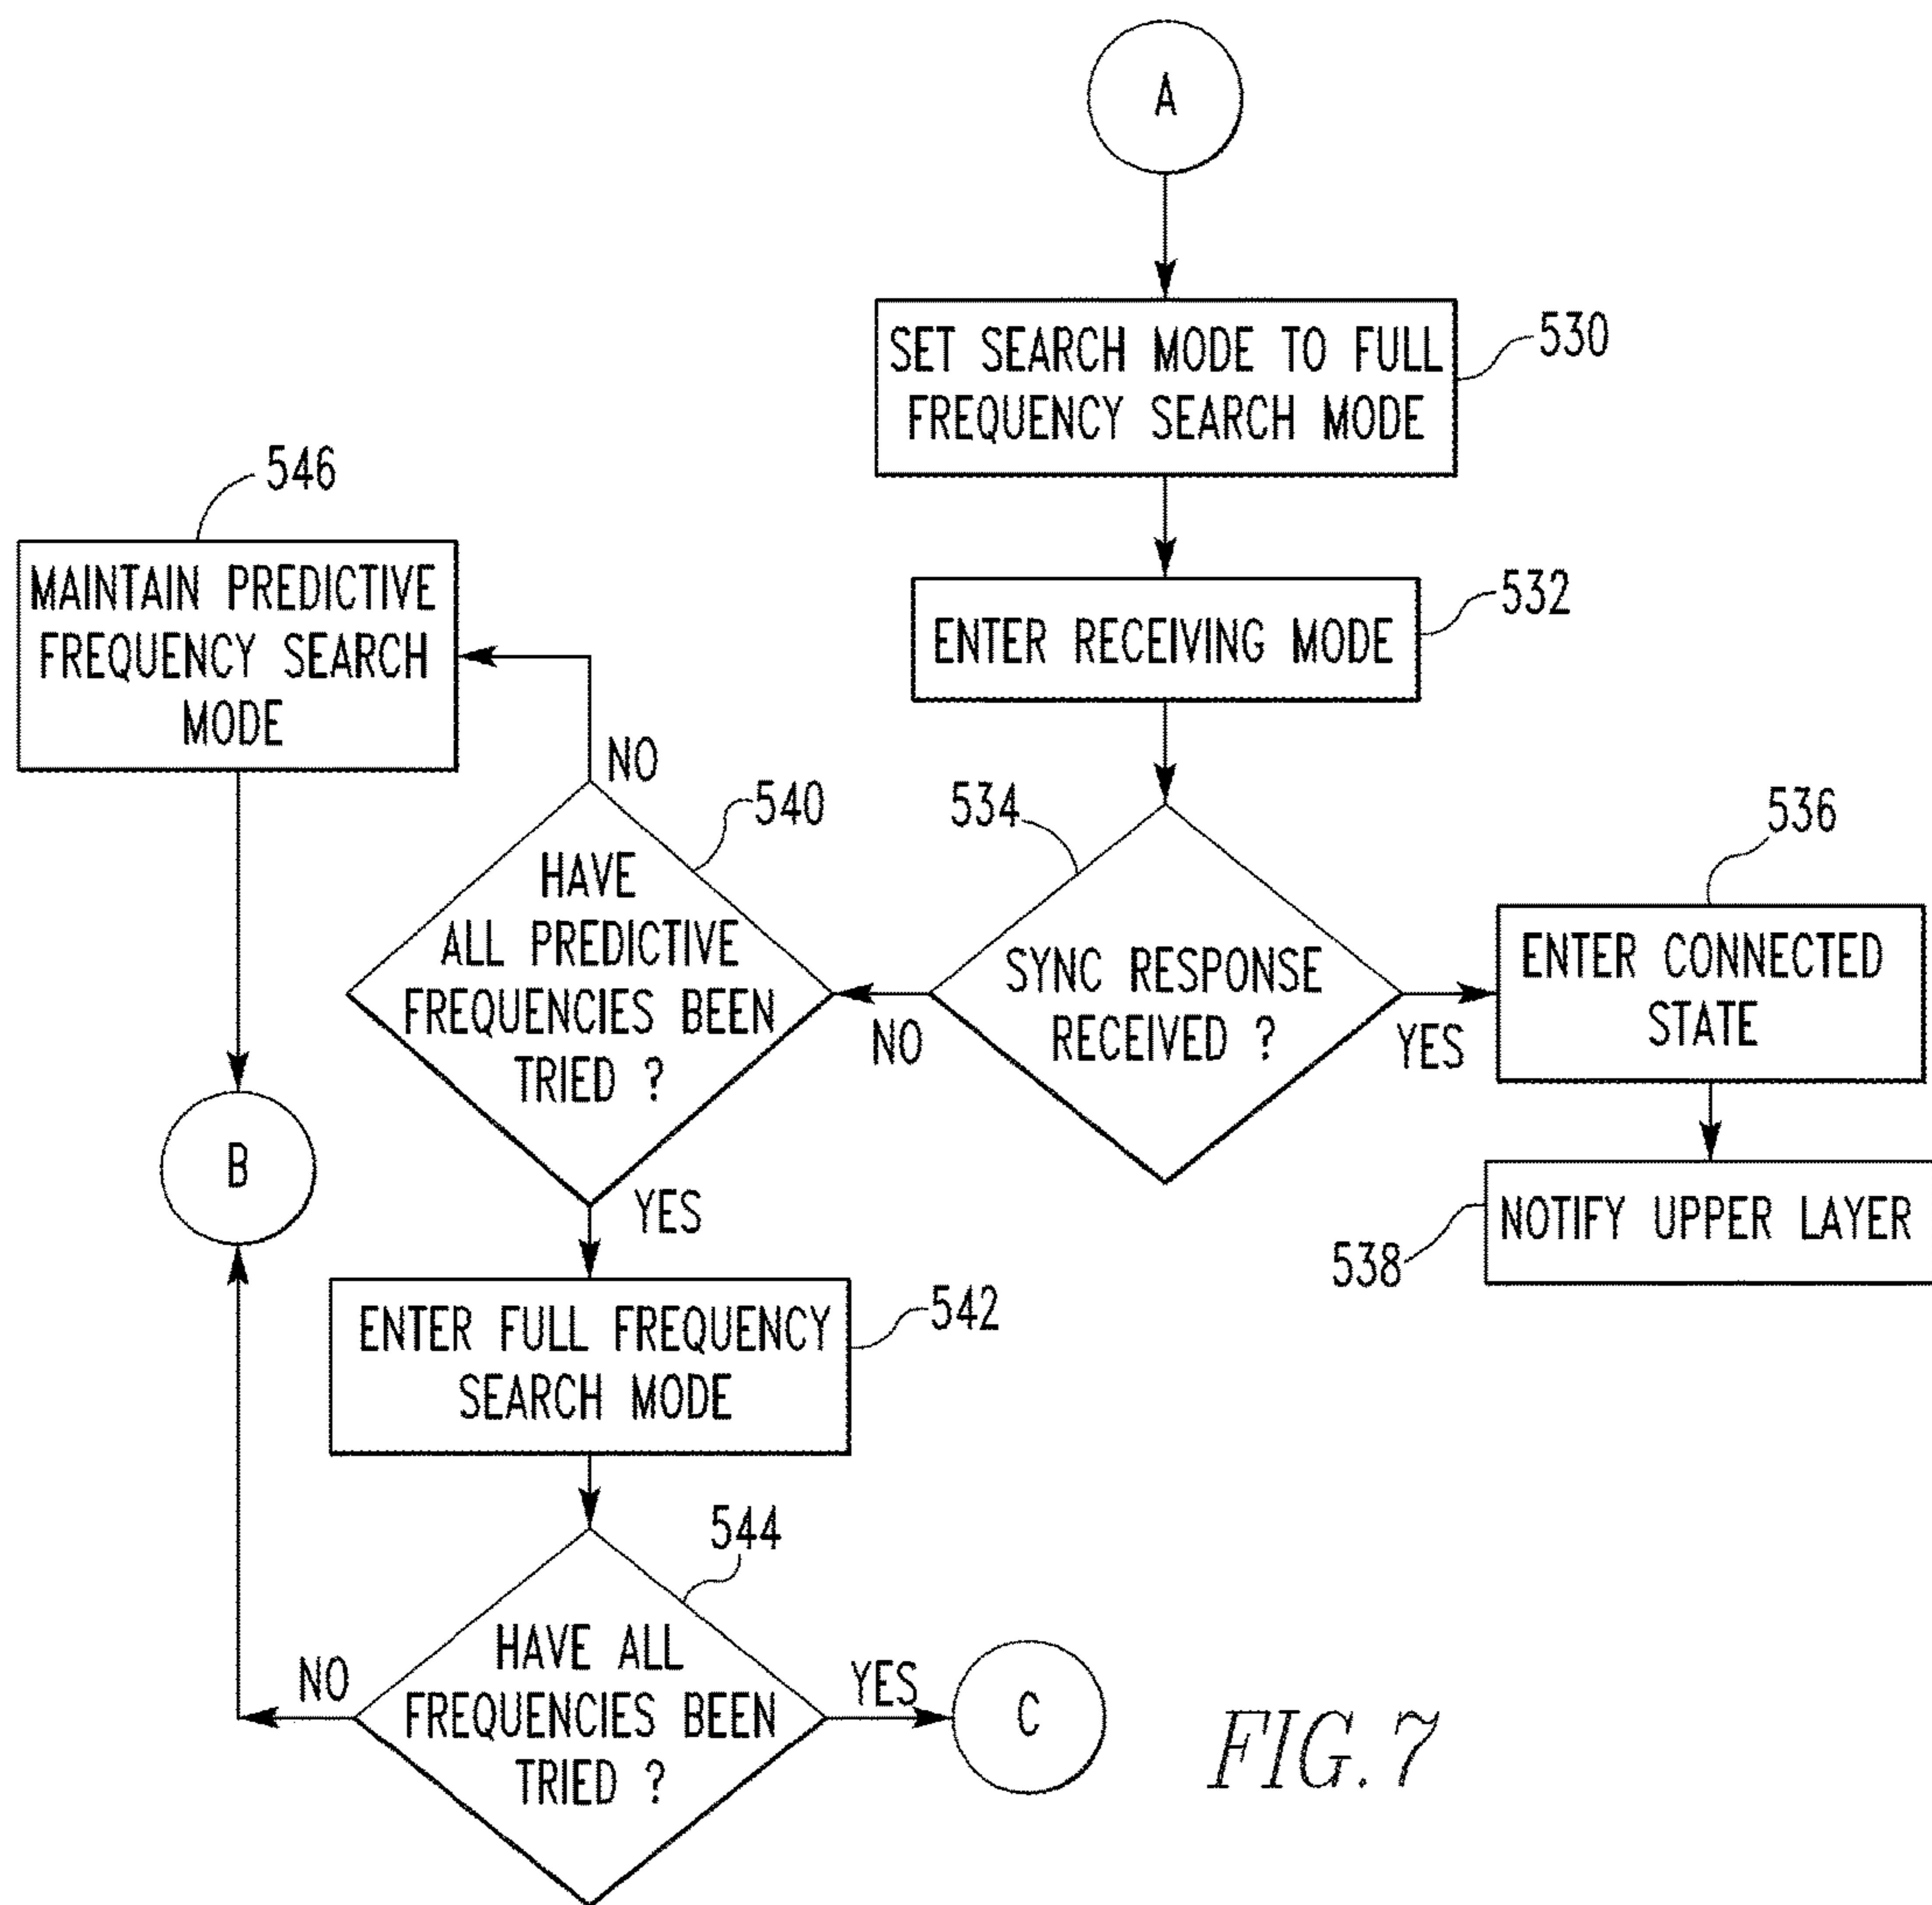 A
SET SEARCH MODE TO FULL
FREQUENCY SEARCH MODE
530
546
MAINTAIN PREDICTIVE
FREQUENCY SEARCH
MODE
ENTER RECEIVING MODE
532
NO
540
HAVE
ALL PREDICTIVE
FREQUENCIES BEEN
TRIED ?
534
SYNC RESPONSE
RECEIVED ?
NO
YES
536
ENTER CONNECTED
STATE
B
YES
NOTIFY UPPER LAYER
538
ENTER FULL FREQUENCY
SEARCH MODE
542
544
HAVE ALL
FREQUENCIES BEEN
TRIED ?
NO
YES
C
FIG. 7